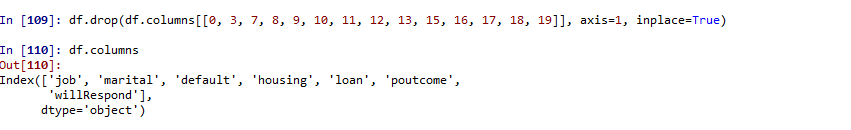 In [109]: df.drop(df.columns[[0, 3, 7, 8, 9, 10, 11, 12, 13, 15, 16, 17, 18, 19]], axis=1, inplace=True)
In [110]: df.columns
Out[110]:
Index(['job', 'marital', 'default', 'housing', 'loan', 'poutcome',
'willRespond'],
dtype='object')